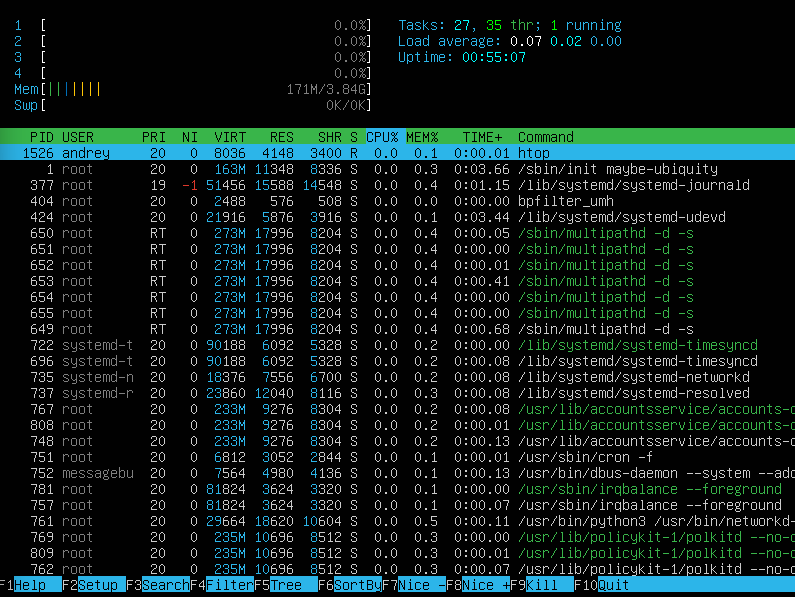 1 [ 0.0%] Tasks: 27, 35 thr; 1 running
2 [ 0.0%] Load average: 0.07 0.02 0.00
3 [ 0.0%] Uptime: 00:55:07
4 [ 0.0%]
Mem[||||||| 171M/3.84G]
Swp[ 0K/0K]
PID USER PRI NI VIRT RES SHR S CPU% MEM% TIME+ Command
1526 andrey 20 0 8036 4148 3400 R 0.0 0.1 0:00.01 htop
1 root 20 0 163M 11348 8336 S 0.0 0.3 0:03.66 /sbin/init maybe-ubiquity
377 root 19 -1 51456 15588 14548 S 0.0 0.4 0:01.15 /lib/systemd/systemd-journald
404 root 20 0 2488 576 508 S 0.0 0.0 0:00.00 bpfilter_umh
424 root 20 0 21916 5876 3916 S 0.0 0.1 0:03.44 /lib/systemd/systemd-udevd
650 root RT 0 273M 17996 8204 S 0.0 0.4 0:00.05 /sbin/multipathd -d -s
651 root RT 0 273M 17996 8204 S 0.0 0.4 0:00.00 /sbin/multipathd -d -s
652 root RT 0 273M 17996 8204 S 0.0 0.4 0:00.01 /sbin/multipathd -d -s
653 root RT 0 273M 17996 8204 S 0.0 0.4 0:00.41 /sbin/multipathd -d -s
654 root RT 0 273M 17996 8204 S 0.0 0.4 0:00.00 /sbin/multipathd -d -s
655 root RT 0 273M 17996 8204 S 0.0 0.4 0:00.00 /sbin/multipathd -d -s
649 root RT 0 273M 17996 8204 S 0.0 0.4 0:00.68 /sbin/multipathd -d -s
722 systemd-t 20 0 90188 6092 5328 S 0.0 0.2 0:00.00 /lib/systemd/systemd-timesyncd
696 systemd-t 20 0 90188 6092 5328 S 0.0 0.2 0:00.08 /lib/systemd/systemd-timesyncd
735 systemd-n 20 0 18376 7556 6700 S 0.0 0.2 0:00.08 /lib/systemd/systemd-networkd
737 systemd-r 20 0 23860 12040 8116 S 0.0 0.3 0:00.08 /lib/systemd/systemd-resolved
767 root 20 0 233M 9276 8304 S 0.0 0.2 0:00.08 /usr/lib/accountsservice/accounts-d
808 root 20 0 233M 9276 8304 S 0.0 0.2 0:00.01 /usr/lib/accountsservice/accounts-d
748 root 20 0 233M 9276 8304 S 0.0 0.2 0:00.13 /usr/lib/accountsservice/accounts-d
751 root 20 0 6812 3052 2844 S 0.0 0.1 0:00.01 /usr/sbin/cron -f
752 messagebu 20 0 7564 4980 4136 S 0.0 0.1 0:00.13 /usr/bin/dbus-daemon --system --add
781 root 20 0 81824 3624 3320 S 0.0 0.1 0:00.00 /usr/sbin/irqbalance --foreground
757 root 20 0 81824 3624 3320 S 0.0 0.1 0:00.07 /usr/sbin/irqbalance --foreground
761 root 20 0 29664 18620 10604 S 0.0 0.5 0:00.11 /usr/bin/python3 /usr/bin/networkd-
769 root 20 0 235M 10696 8512 S 0.0 0.3 0:00.00 /usr/lib/policykit-1/polkitd --no-d
809 root 20 0 235M 10696 8512 S 0.0 0.3 0:00.01 /usr/lib/policykit-1/polkitd --no-d
762 root 20 0 235M 10696 8512 S 0.0 0.3 0:00.07 /usr/lib/policykit-1/polkitd --no-d
F1Help F2Setup F3SearchF4FilterF5Tree F6SortByF7Nice -F8Nice +F9Kill F10Quit